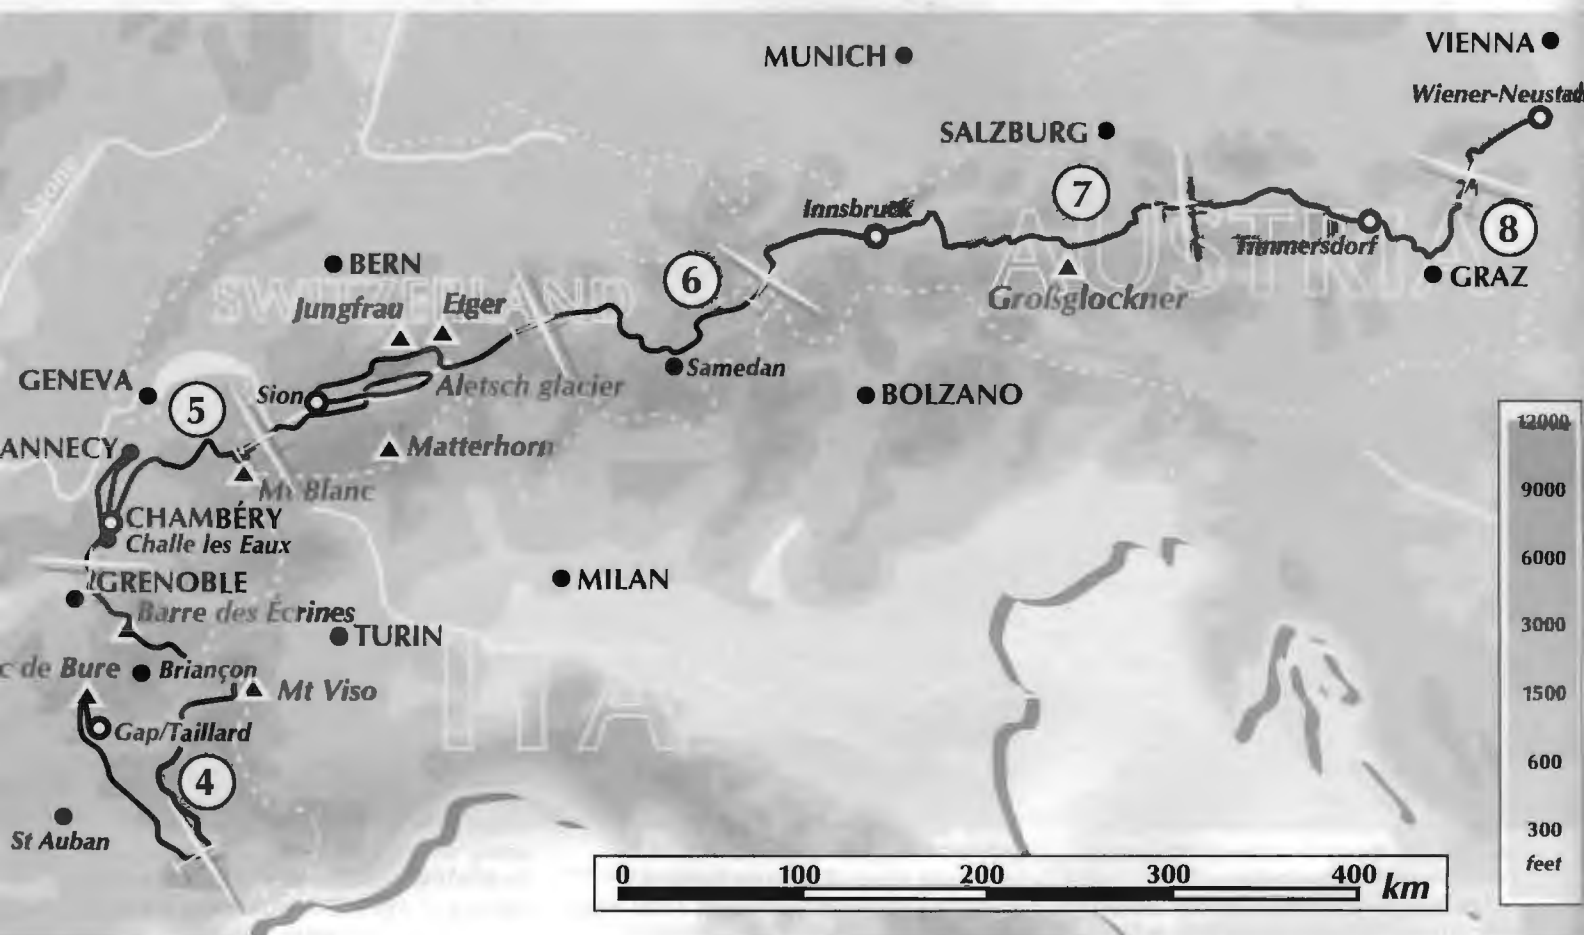 VIENNA
MUNICH
Wiener-Neustadt
SALZBURG
7
Innsbruck
AUSTRIA
8
Timmersdorf
BERN
6
GRAZ
SWITZERLAND
Jungfrau
Eiger
Großglockner
GENEVA
Samedan
Sion
Aletsch glacier
BOLZANO
5
ANNECY
Matterhorn
12000
Mt Blanc
9000
CHAMBÉRY
Challe les Eaux
6000
GRENOBLE
MILAN
Barre des Écrines
3000
TURIN
c de Bure
Briançon
Mt Viso
1500
ITA
Gap/Taillard
600
4
St Auban
300
feet
0 100 200 300 400 km